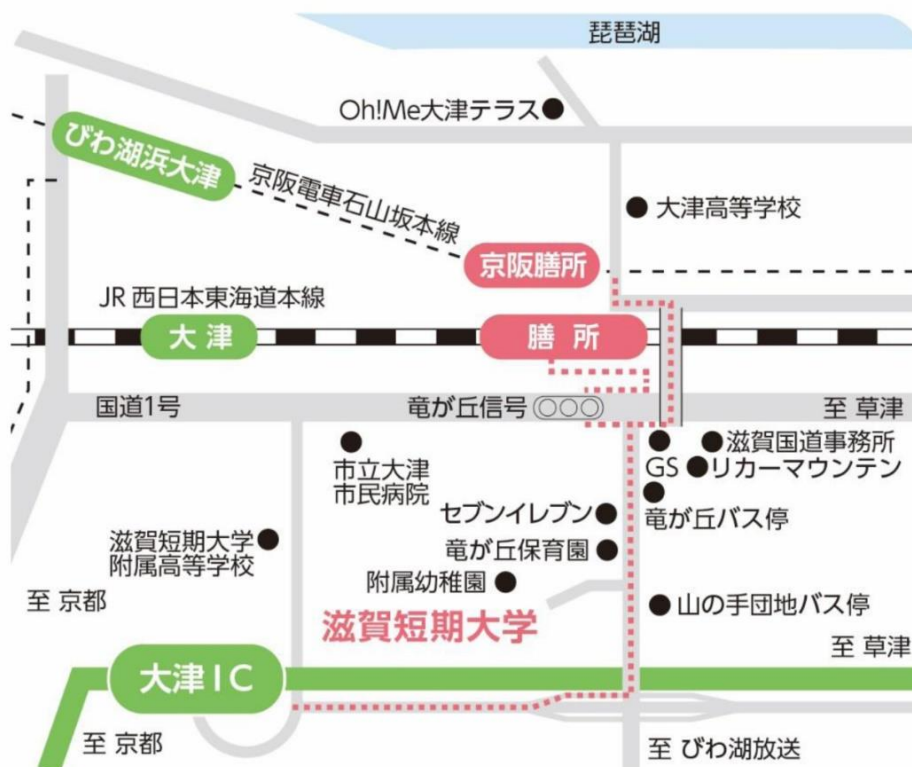 琵琶湖
Oh!Me大津テラス
びわ湖浜大津
京阪電車石山坂本線
大津高等学校
京阪膳所
JR 西日本東海道本線
大津
膳所
国道1号
竜が丘信号
至 草津
市立大津
市民病院
滋賀国道事務所
GS
リカーマウンテン
セブンイレブン
竜が丘バス停
滋賀短期大学
附属高等学校
竜が丘保育園
附属幼稚園
至 京都
滋賀短期大学
山の手団地バス停
至 草津
大津IC
至 京都
至 びわ湖放送